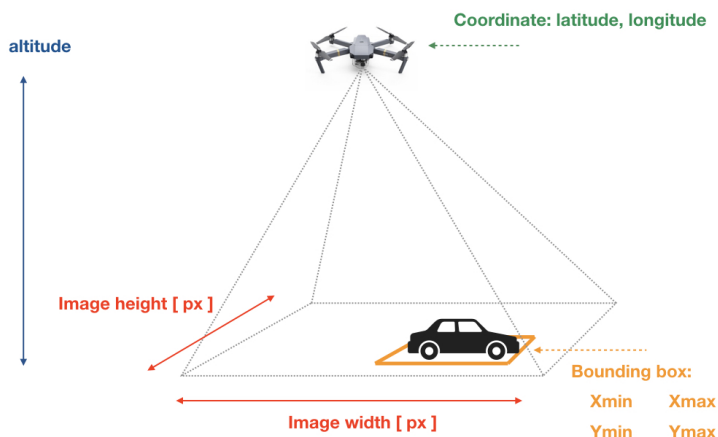 Coordinate: latitude, longitude
altitude
Image height [ px ]
Bounding box:
Xmin Xmax
Image width [ px ]
Ymin Ymax